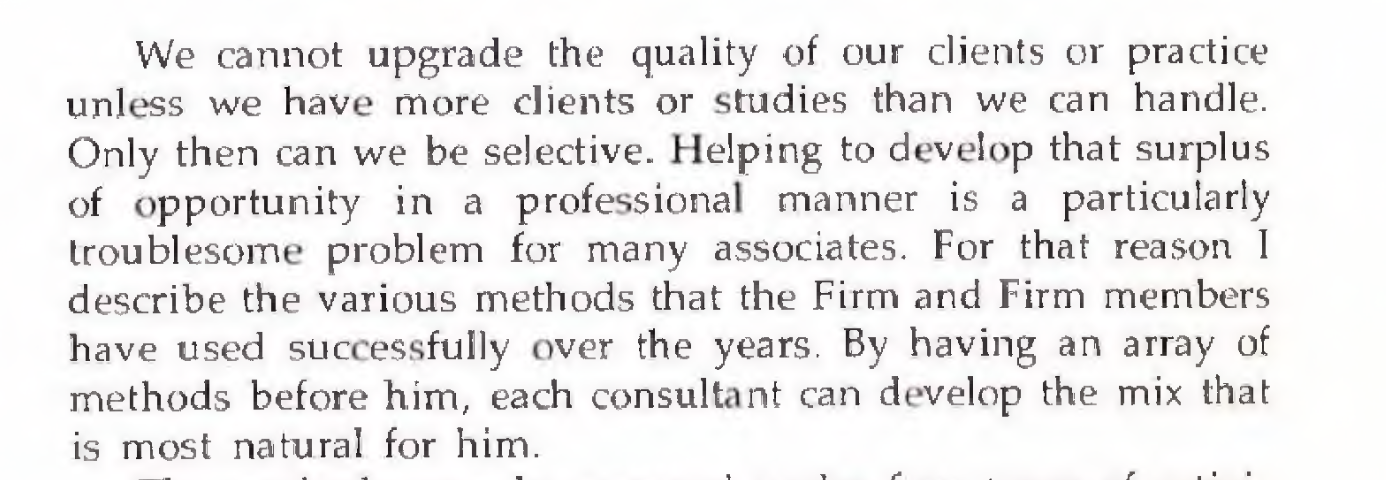 We cannot upgrade the quality of our clients or practice
unless we have more clients or studies than we can handle.
Only then can we be selective. Helping to develop that surplus
of opportunity in a professional manner is a particularly
troublesome problem for many associates. For that reason I
describe the various methods that the Firm and Firm members
have used successfully over the years. By having an array of
methods before him, each consultant can develop the mix that
is most natural for him.